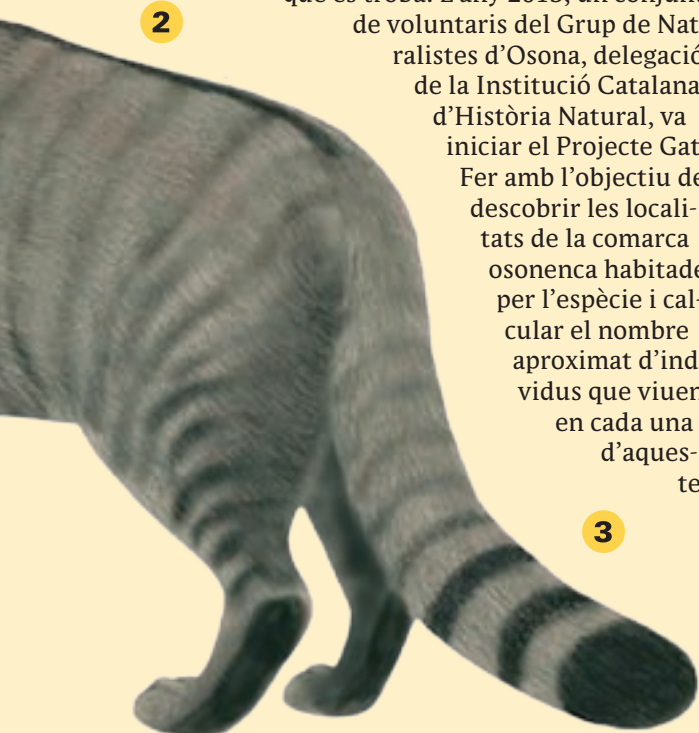 que es troba. L'any un conjunt
de voluntaris del Grup de Nat
ralistes d'Osona, delegació
de la Institució Catalana
d'Història Natural, va
iniciar el Projecte Gat
Fer amb l'objectiu de
descobrir les locali-
tats de la comarca
osonenca habitade
per l'espècie i cal-
cular el nombre
aproximat d'ind
vidus que viuen
en cada una
d'aques-
te
2
3